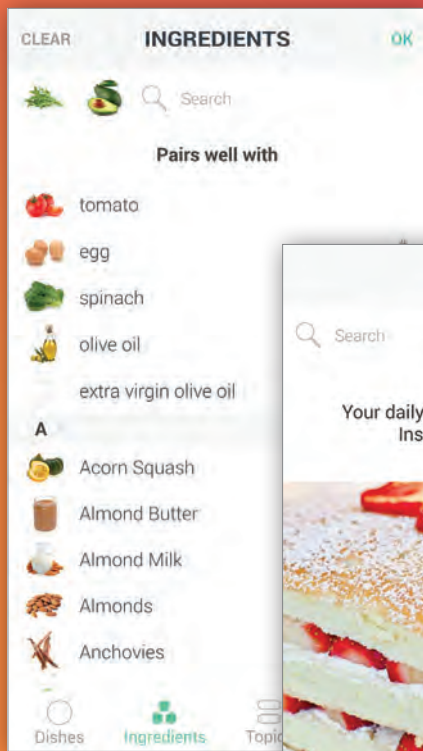 CLEAR INGREDIENTS OK
Search
Pairs well with
tomato
egg
spinach
olive oil
extra virgin olive oil
A
Acorn Squash
Almond Butter
Almond Milk
Almonds
Anchovies
Dishes Ingredients
Search
Your daily